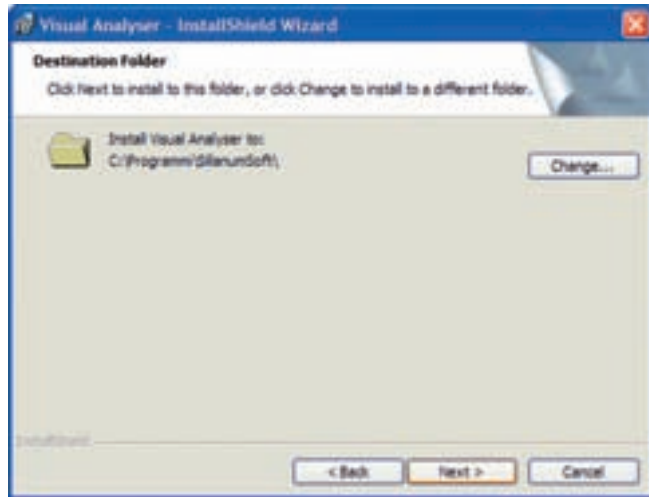 Visual Analyser - InstallShield Wizard
Destination Folder
Click Next to install to this folder, or click Change to install to a different folder.
Install Visual Analyser to:
C:\Programmi\SillanumSoft\
Change...
InstallShield
< Back
Next >
Cancel